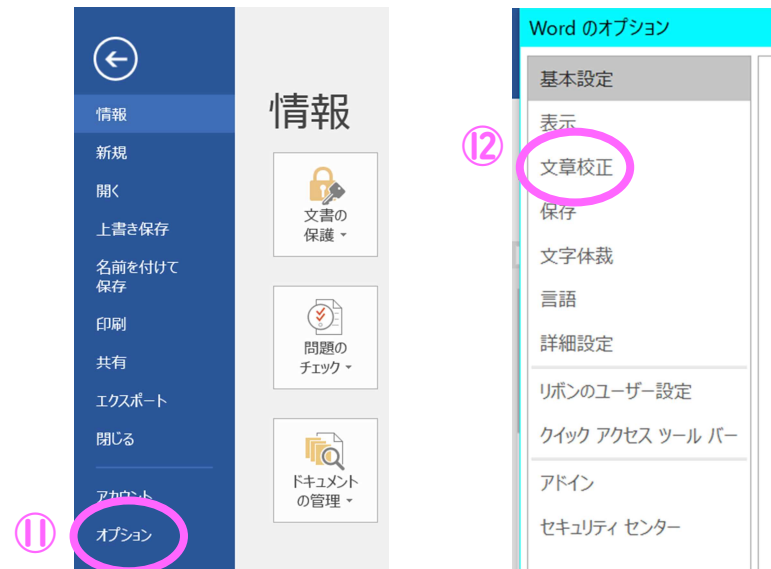 情報
新規
開く
上書き保存
名前を付けて
保存
印刷
共有
エクスポート
閉じる
アカウント
⑪
オプション
情報
文書の
保護
問題の
チェック
ドキュメント
の管理
Word のオプション
基本設定
表示
⑫
文章校正
保存
文字体裁
言語
詳細設定
リボンのユーザー設定
クイック アクセス ツール バー
アドイン
セキュリティ センター